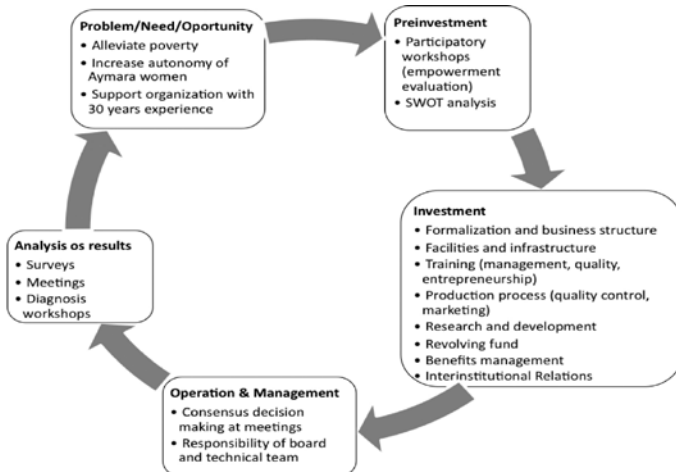 Problem/Need/Oportunity
• Alleviate poverty
• Increase autonomy of
Aymara women
• Support organization with
30 years experience
Preinvestment
• Participatory
workshops
(empowerment
evaluation)
• SWOT analysis
Investment
• Formalization and business structure
• Facilities and infrastructure
• Training (management, quality,
entrepreneurship)
• Production process (quality control,
marketing)
• Research and development
• Revolving fund
• Benefits management
• Interinstitutional Relations
Operation & Management
• Consensus decision
making at meetings
• Responsibility of board
and technical team
Analysis os results
• Surveys
• Meetings
• Diagnosis
workshops